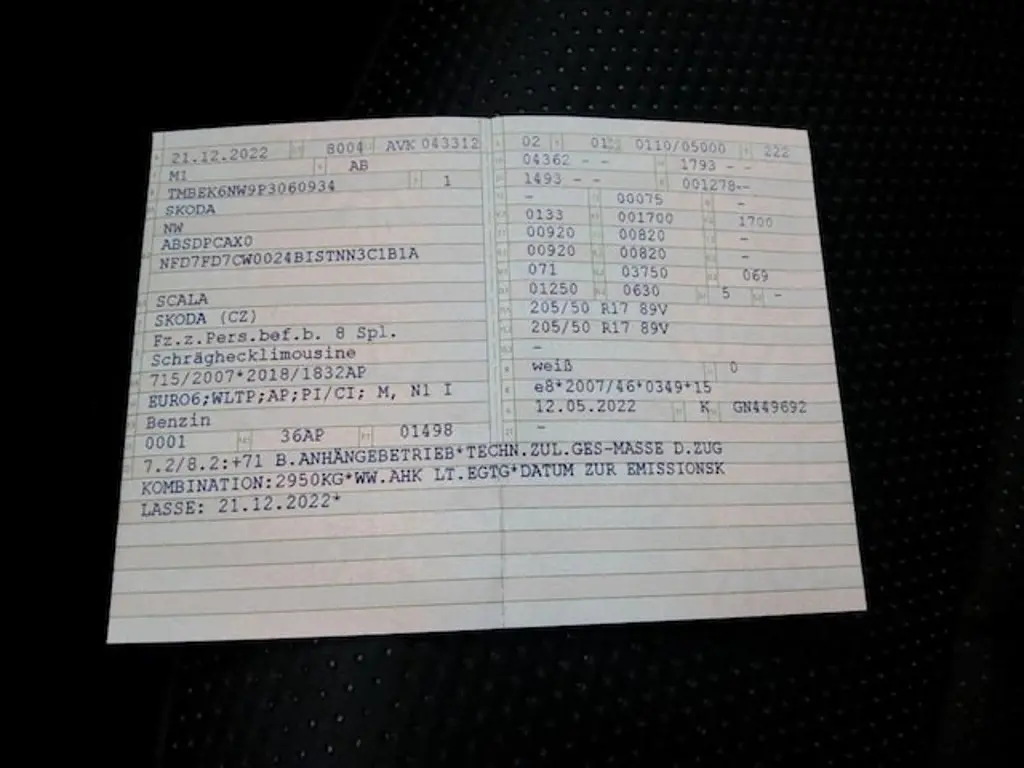 21.12.2022 8004 AVK 043312
M1 AB
TMBEK6NW9P3060934 1
SKODA
NW
ABSDPCAX0
NFD7FD7CW0024BISTNN3C1B1A
SCALA
SKODA (CZ)
Fz.z.Pers.bef.b. 8 Spl.
Schräghecklimousine
715/2007*2018/1832AP
EURO6;WLTP;AP;PI/CI; M, N1 I
Benzin
0001 36AP 01498
02 01 0110/05000 222
04362 - - 1793 - -
1493 - - 001278--
- 00075 -
0133 001700 1700
00920 00820 -
00920 00820 -
071 03750 069
01250 0630 5 -
205/50 R17 89V
205/50 R17 89V
-
weiß 0
e8*2007/46*0349*15
12.05.2022 K GN449692
-
7.2/8.2:+71 B.ANHÄNGEBETRIEB*TECHN.ZUL.GES-MASSE D.ZUG
KOMBINATION:2950KG*WW.AHK LT.EGTG*DATUM ZUR EMISSIONSK
LASSE: 21.12.2022*